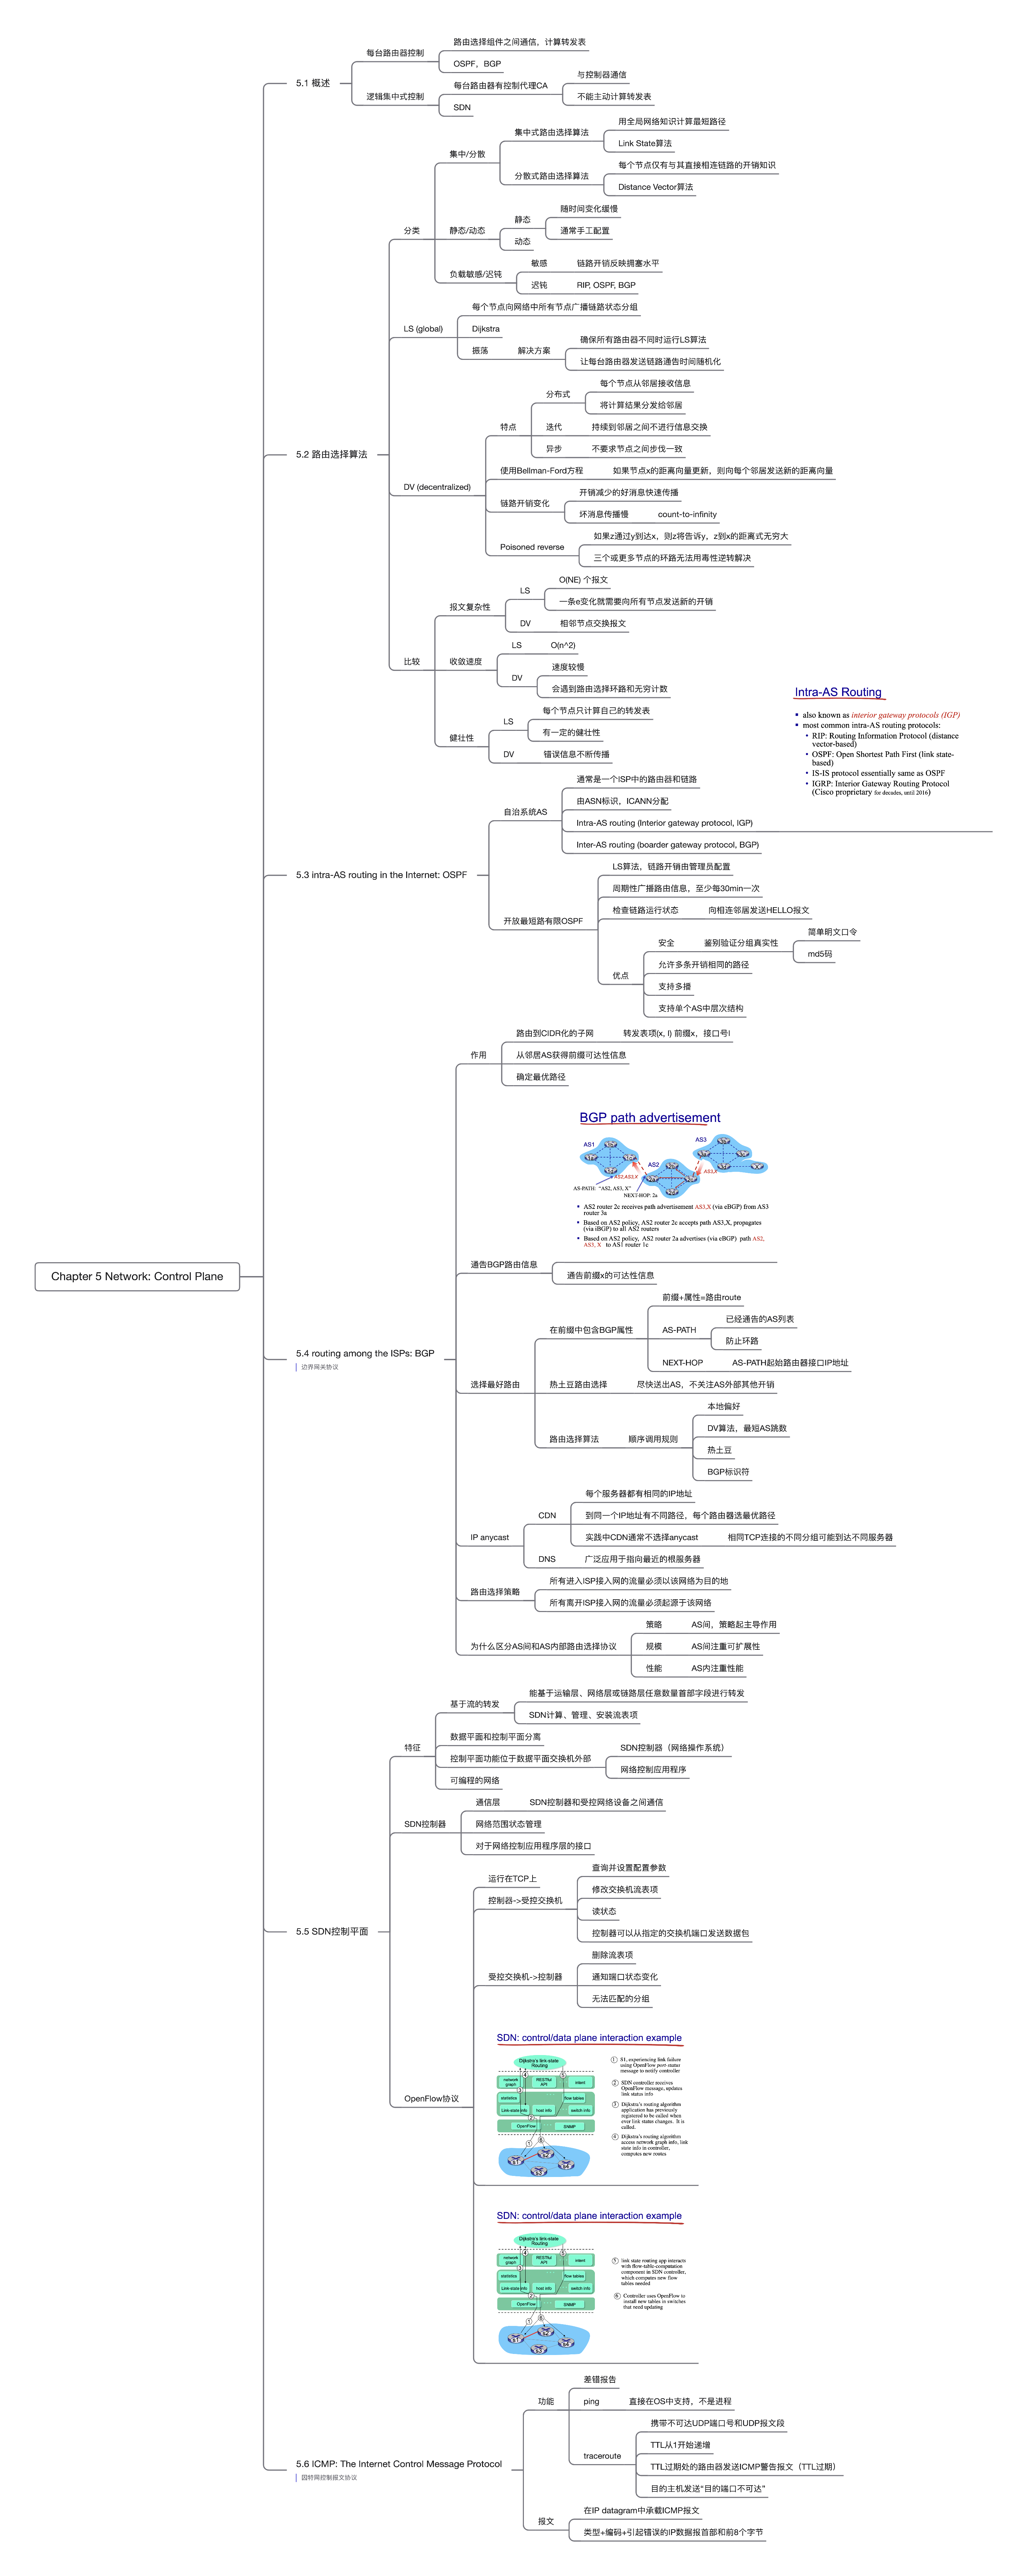 Chapter 5 Network: Control Plane
5.1 概述
每台路由器控制
路由选择组件之间通信，计算转发表
OSPF，BGP
逻辑集中式控制
每台路由器有控制代理CA
与控制器通信
不能主动计算转发表
SDN
5.2 路由选择算法
分类
集中/分散
集中式路由选择算法
用全局网络知识计算最短路径
Link State算法
分散式路由选择算法
每个节点仅有与其直接相连链路的开销知识
Distance Vector算法
静态/动态
静态
随时间变化缓慢
通常手工配置
动态
负载敏感/迟钝
敏感
链路开销反映拥塞水平
迟钝
RIP, OSPF, BGP
LS (global)
每个节点向网络中所有节点广播链路状态分组
Dijkstra
振荡
解决方案
确保所有路由器不同时运行LS算法
让每台路由器发送链路通告时间随机化
DV (decentralized)
特点
分布式
每个节点从邻居接收信息
将计算结果分发给邻居
迭代
持续到邻居之间不进行信息交换
异步
不要求节点之间步伐一致
使用Bellman-Ford方程
如果节点x的距离向量更新，则向每个邻居发送新的距离向量
链路开销变化
开销减少的好消息快速传播
坏消息传播慢
count-to-infinity
Poisoned reverse
如果z通过y到达x，则z将告诉y，z到x的距离式无穷大
三个或更多节点的环路无法用毒性逆转解决
比较
报文复杂性
LS
O(NE) 个报文
一条e变化就需要向所有节点发送新的开销
DV
相邻节点交换报文
收敛速度
LS
O(n^2)
DV
速度较慢
会遇到路由选择环路和无穷计数
健壮性
LS
每个节点只计算自己的转发表
有一定的健壮性
DV
错误信息不断传播
Intra-AS Routing
also known as interior gateway protocols (IGP)
most common intra-AS routing protocols:
RIP: Routing Information Protocol (distance
vector-based)
OSPF: Open Shortest Path First (link state-
based)
IS-IS protocol essentially same as OSPF
IGRP: Interior Gateway Routing Protocol
(Cisco proprietary for decades, until 2016)
5.3 intra-AS routing in the Internet: OSPF
自治系统AS
通常是一个ISP中的路由器和链路
由ASN标识，ICANN分配
Intra-AS routing (Interior gateway protocol, IGP)
Inter-AS routing (boarder gateway protocol, BGP)
开放最短路有限OSPF
LS算法，链路开销由管理员配置
周期性广播路由信息，至少每30min一次
检查链路运行状态
向相连邻居发送HELLO报文
优点
安全
鉴别验证分组真实性
简单明文口令
md5码
允许多条开销相同的路径
支持多播
支持单个AS中层次结构
5.4 routing among the ISPs: BGP
边界网关协议
作用
路由到CIDR化的子网
转发表项(x, I) 前缀x，接口号I
从邻居AS获得前缀可达性信息
确定最优路径
BGP path advertisement
AS1
AS2
AS3
AS2,AS3,X
AS3,X
AS-PATH: "AS2, AS3, X"
NEXT-HOP: 2a
AS2 router 2c receives path advertisement AS3,X (via eBGP) from AS3
router 3a
Based on AS2 policy, AS2 router 2c accepts path AS3,X, propagates
(via iBGP) to all AS2 routers
Based on AS2 policy, AS2 router 2a advertises (via eBGP) path AS2,
AS3, X to AS1 router 1c
通告BGP路由信息
通告前缀x的可达性信息
选择最好路由
在前缀中包含BGP属性
前缀+属性=路由route
AS-PATH
已经通告的AS列表
防止环路
NEXT-HOP
AS-PATH起始路由器接口IP地址
热土豆路由选择
尽快送出AS，不关注AS外部其他开销
路由选择算法
顺序调用规则
本地偏好
DV算法，最短AS跳数
热土豆
BGP标识符
IP anycast
CDN
每个服务器都有相同的IP地址
到同一个IP地址有不同路径，每个路由器选最优路径
实践中CDN通常不选择anycast
相同TCP连接的不同分组可能到达不同服务器
DNS
广泛应用于指向最近的根服务器
路由选择策略
所有进入ISP接入网的流量必须以该网络为目的地
所有离开ISP接入网的流量必须起源于该网络
为什么区分AS间和AS内部路由选择协议
策略
AS间，策略起主导作用
规模
AS间注重可扩展性
性能
AS内注重性能
5.5 SDN控制平面
特征
基于流的转发
能基于运输层、网络层或链路层任意数量首部字段进行转发
SDN计算、管理、安装流表项
数据平面和控制平面分离
控制平面功能位于数据平面交换机外部
SDN控制器（网络操作系统）
网络控制应用程序
可编程的网络
SDN控制器
通信层
SDN控制器和受控网络设备之间通信
网络范围状态管理
对于网络控制应用程序层的接口
OpenFlow协议
运行在TCP上
控制器->受控交换机
查询并设置配置参数
修改交换机流表项
读状态
控制器可以从指定的交换机端口发送数据包
受控交换机->控制器
删除流表项
通知端口状态变化
无法匹配的分组
SDN: control/data plane interaction example
Dijkstra's link-state
Routing
network
graph
RESTful
API
intent
statistics
flow tables
Link-state info
host info
switch info
OpenFlow
SNMP
s1
s2
s3
s4
1 S1, experiencing link failure
using OpenFlow port-status
message to notify controller
2 SDN controller receives
OpenFlow message, updates
link status info
3 Dijkstra's routing algorithm
application has previously
registered to be called when
ever link status changes. It is
called.
4 Dijkstra's routing algorithm
access network graph info, link
state info in controller,
computes new routes
SDN: control/data plane interaction example
Dijkstra's link-state
Routing
network
graph
RESTful
API
intent
statistics
flow tables
Link-state info
host info
switch info
OpenFlow
SNMP
s1
s2
s3
s4
5 link state routing app interacts
with flow-table-computation
component in SDN controller,
which computes new flow
tables needed
6 Controller uses OpenFlow to
install new tables in switches
that need updating
5.6 ICMP: The Internet Control Message Protocol
因特网控制报文协议
功能
差错报告
ping
直接在OS中支持，不是进程
traceroute
携带不可达UDP端口号和UDP报文段
TTL从1开始递增
TTL过期处的路由器发送ICMP警告报文（TTL过期）
目的主机发送“目的端口不可达”
报文
在IP datagram中承载ICMP报文
类型+编码+引起错误的IP数据报首部和前8个字节